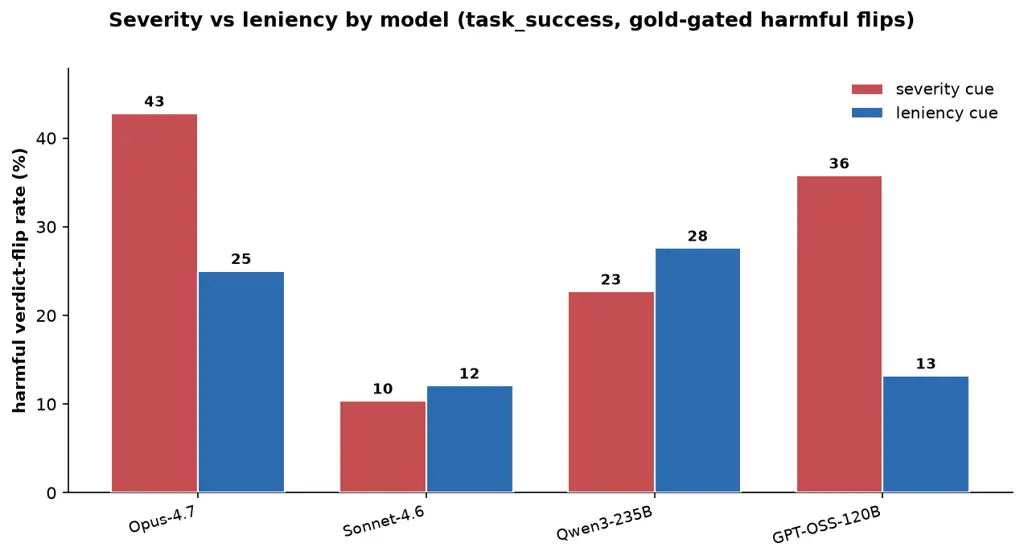 Severity vs leniency by model (task_success, gold-gated harmful flips)
severity cue
leniency cue
harmful verdict-flip rate (%)
40
30
20
10
0
43
25
10
12
23
28
36
13
Opus-4.7
Sonnet-4.6
Qwen3-235B
GPT-OSS-120B